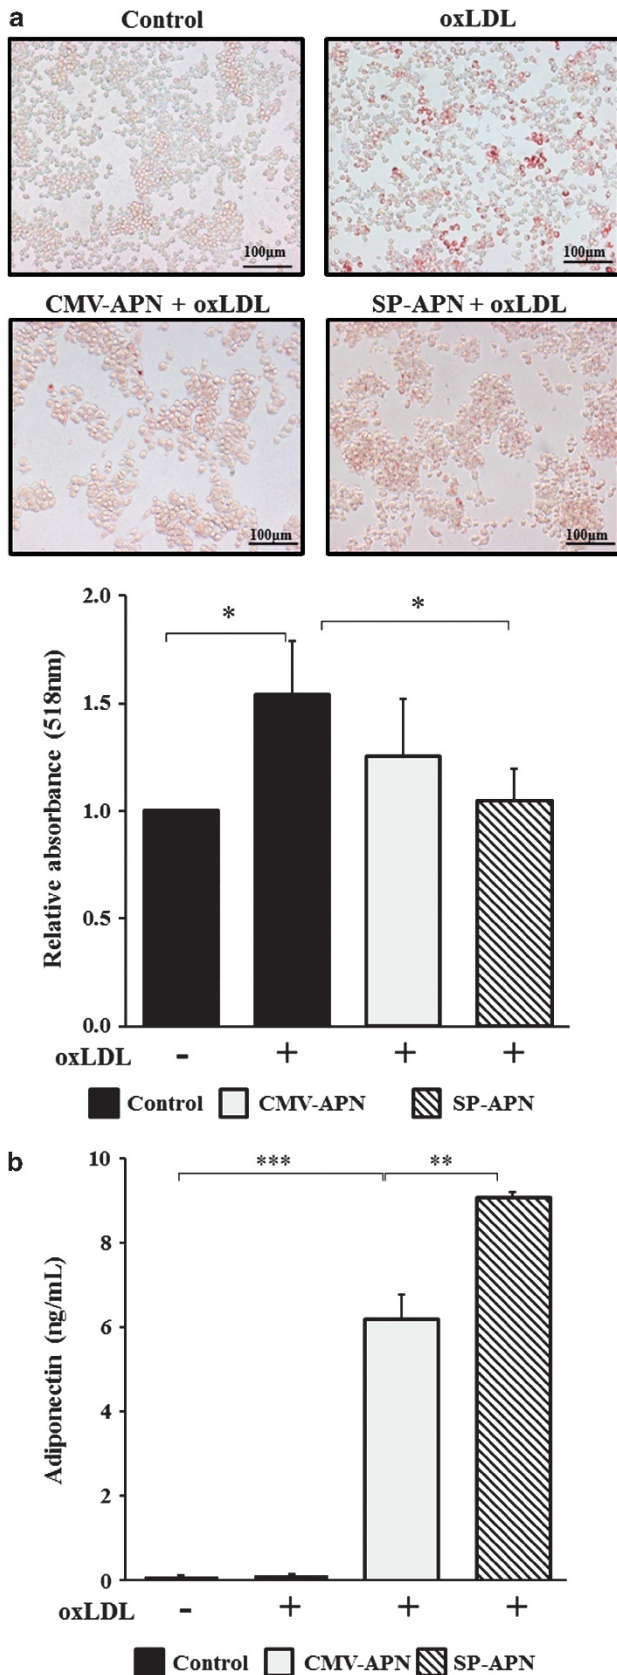 a
Control oxLDL
100μm 100μm
CMV-APN + oxLDL SP-APN + oxLDL
100μm 100μm
Relative absorbance (518nm)
2.0
1.5
1.0
0.5
0.0
* *
oxLDL - + + +
Control CMV-APN SP-APN
b
Adiponectin (ng/mL)
10
8
6
4
2
0
*** **
oxLDL - + + +
Control CMV-APN SP-APN